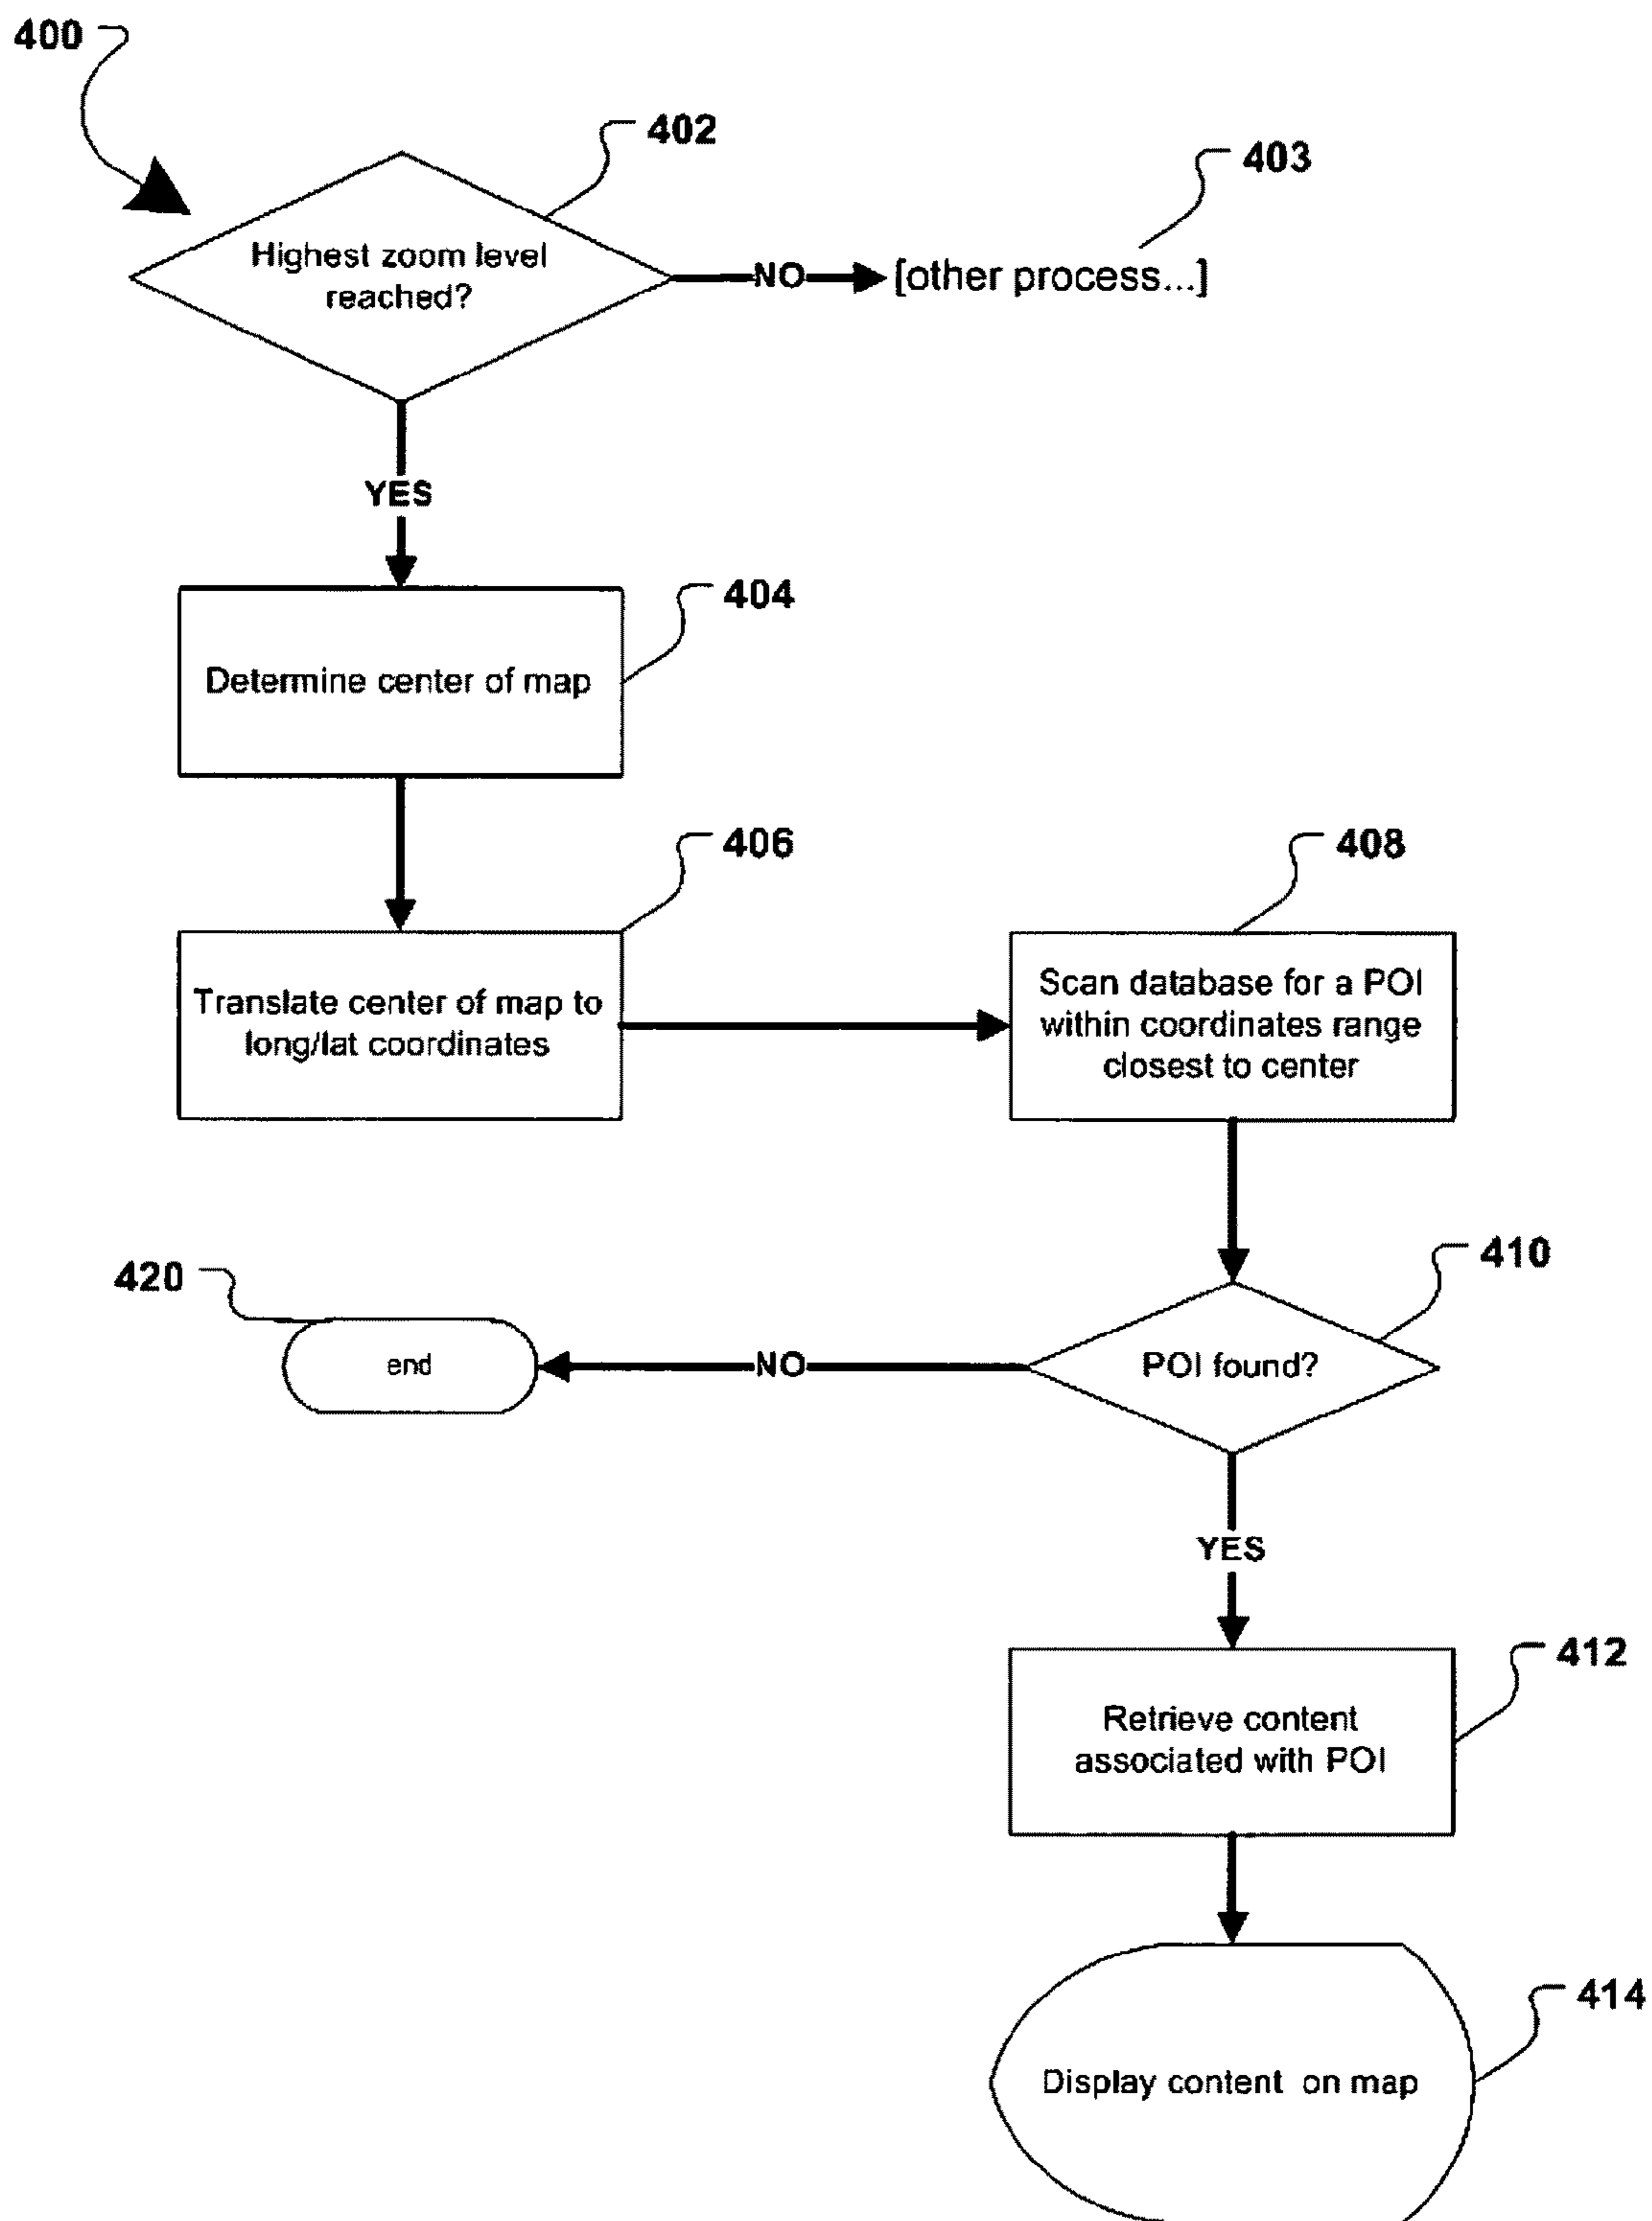 400
402
403
Highest zoom level
reached?
NO
[other process...]
YES
404
Determine center of map
406
408
Translate center of map to
long/lat coordinates
Scan database for a POI
within coordinates range
closest to center
410
420
end
NO
POI found?
YES
412
Retrieve content
associated with POI
414
Display content on map